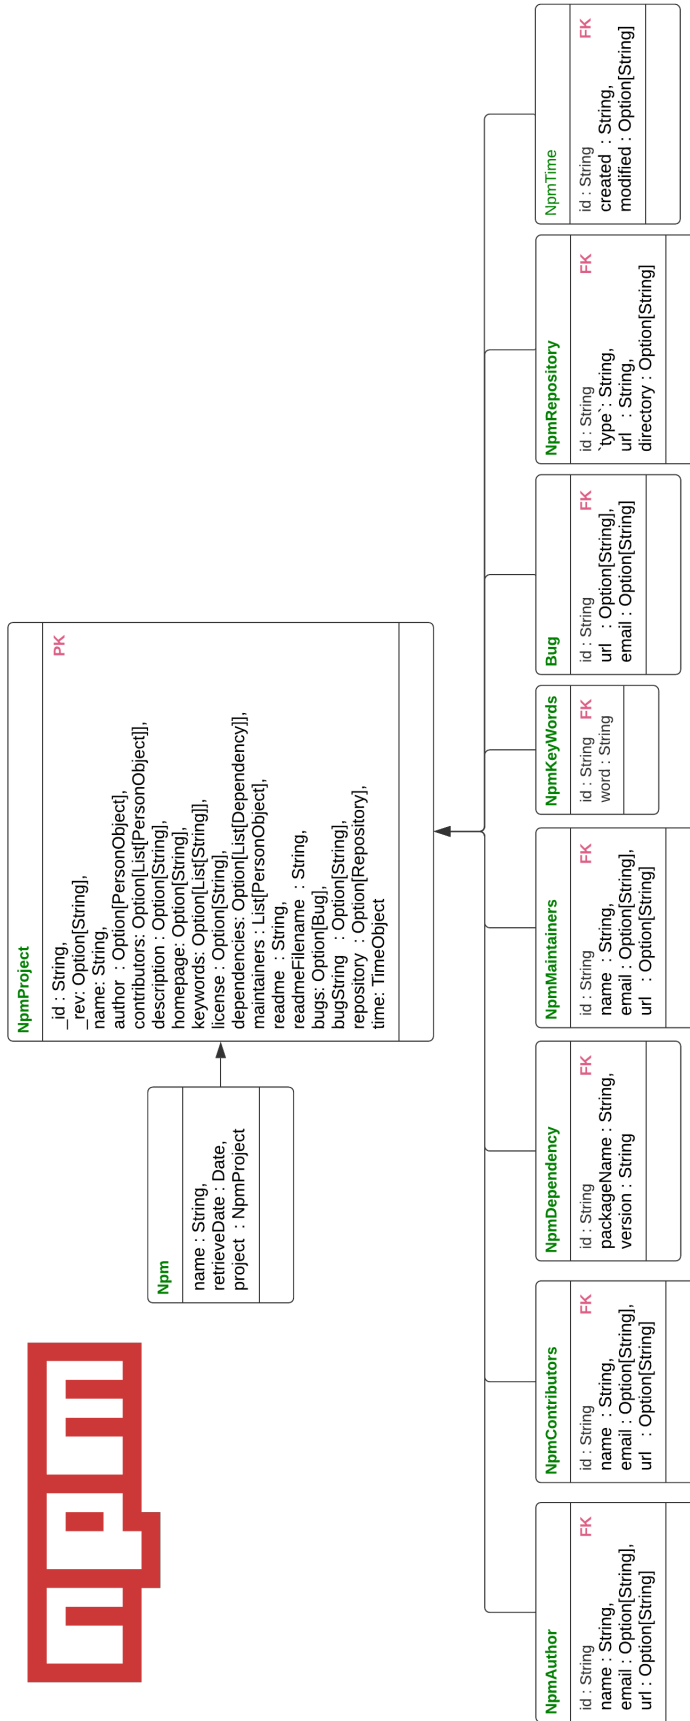 npm
Npm
name : String,
retrieveDate : Date,
project : NpmProject
NpmProject
_id : String, PK
_rev: Option[String],
name: String,
author : Option[PersonObject],
contributors: Option[List[PersonObject]],
description : Option[String],
homepage: Option[String],
keywords: Option[List[String]],
license : Option[String],
dependencies: Option[List[Dependency]],
maintainers : List[PersonObject],
readme : String,
readmeFilename : String,
bugs: Option[Bug],
bugString : Option[String],
repository : Option[Repository],
time: TimeObject
NpmAuthor
id : String FK
name : String,
email : Option[String],
url : Option[String]
NpmContributors
id : String FK
name : String,
email : Option[String],
url : Option[String]
NpmDependency
id : String FK
packageName : String,
version : String
NpmMaintainers
id : String FK
name : String,
email : Option[String],
url : Option[String]
NpmKeyWords
id : String FK
word : String
Bug
id : String FK
url : Option[String],
email : Option[String]
NpmRepository
id : String FK
`type`: String,
url : String,
directory : Option[String]
NpmTime
id : String FK
created : String,
modified : Option[String]